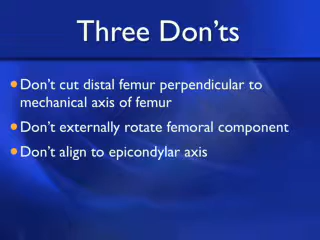 Three Don'ts
Don't cut distal femur perpendicular to
mechanical axis of femur
Don't externally rotate femoral component
Don't align to epicondylar axis